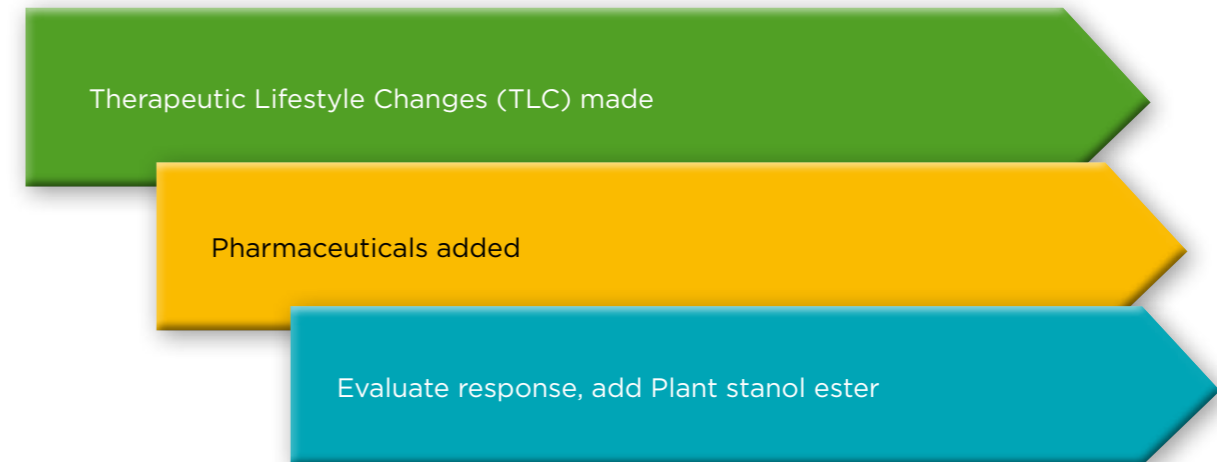 Therapeutic Lifestyle Changes (TLC) made
Pharmaceuticals added
Evaluate response, add Plant stanol ester